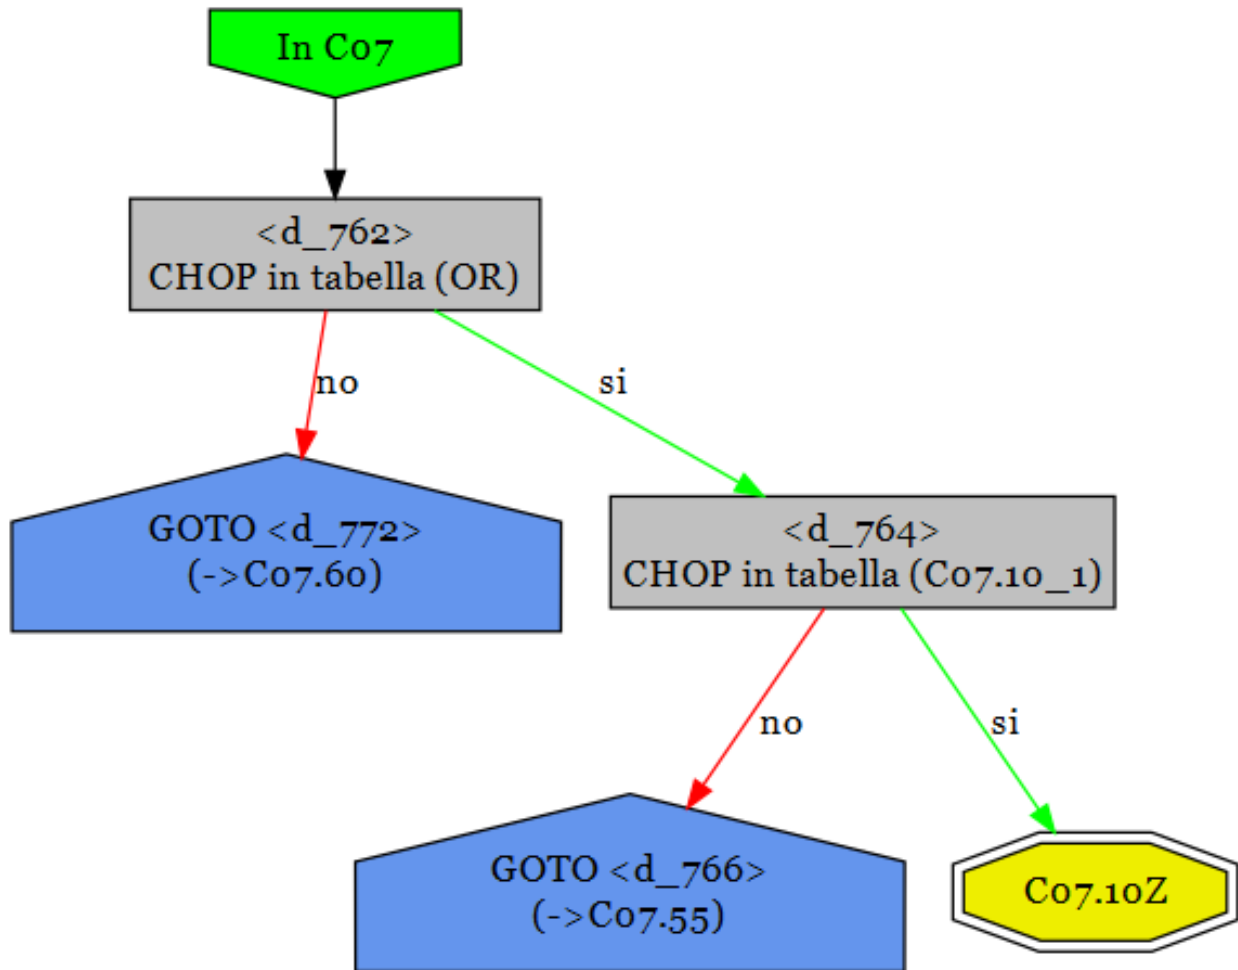 In C07
<d_762>
CHOP in tabella (OR)
no
si
GOTO <d_772>
(->C07.60)
<d_764>
CHOP in tabella (C07.10_1)
no
si
GOTO <d_766>
(->C07.55)
C07.10Z